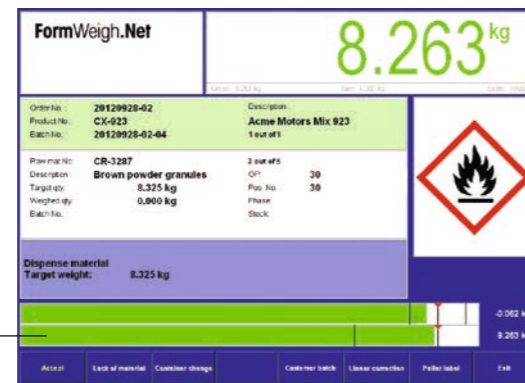 FormWeigh.Net
8.263 kg
Order No.: 20120928-02 Description:
Product No.: CX-923 Acme Motors Mix 923
Batch No.: 20120928-02-04 1 out of 1
Raw mat No: CR-3287 3 out of 5
Description: Brown powder granules OP: 30
Target qty: 8.325 kg Pos. No. 30
Weighed qty: 0.000 kg Phase:
Batch No.: Stock:
Dispense material
Target weight: 8.325 kg
-0.062 k
8.263 k
Accept Lack of material Container change Customer batch Linear correction Pallet label Exit